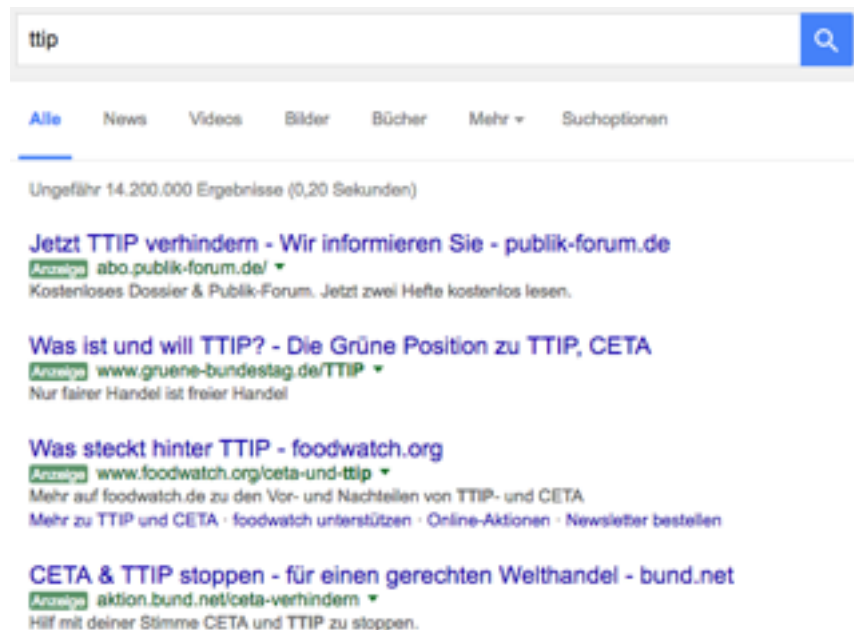 ttip
Alle News Videos Bilder Bücher Mehr Suchoptionen
Ungefähr 14.200.000 Ergebnisse (0,20 Sekunden)
Jetzt TTIP verhindern - Wir informieren Sie - publik-forum.de
Anzeige abo.publik-forum.de/
Kostenloses Dossier & Publik-Forum. Jetzt zwei Hefte kostenlos lesen.
Was ist und will TTIP? - Die Grüne Position zu TTIP, CETA
Anzeige www.gruene-bundestag.de/TTIP
Nur fairer Handel ist freier Handel
Was steckt hinter TTIP - foodwatch.org
Anzeige www.foodwatch.org/ceta-und-ttip
Mehr auf foodwatch.de zu den Vor- und Nachteilen von TTIP- und CETA
Mehr zu TTIP und CETA · foodwatch unterstützen · Online-Aktionen · Newsletter bestellen
CETA & TTIP stoppen - für einen gerechten Welthandel - bund.net
Anzeige aktion.bund.net/ceta-verhindern
Hilf mit deiner Stimme CETA und TTIP zu stoppen.